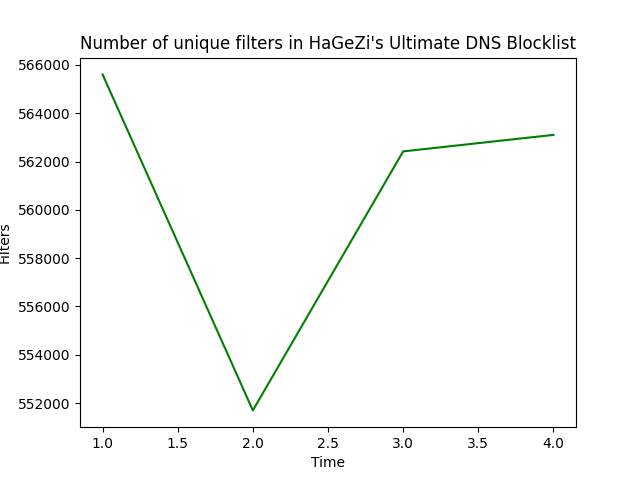 Number of unique filters in HaGeZi's Ultimate DNS Blocklist
566000
564000
562000
560000
558000
556000
554000
552000
Filters
1.0 1.5 2.0 2.5 3.0 3.5 4.0
Time